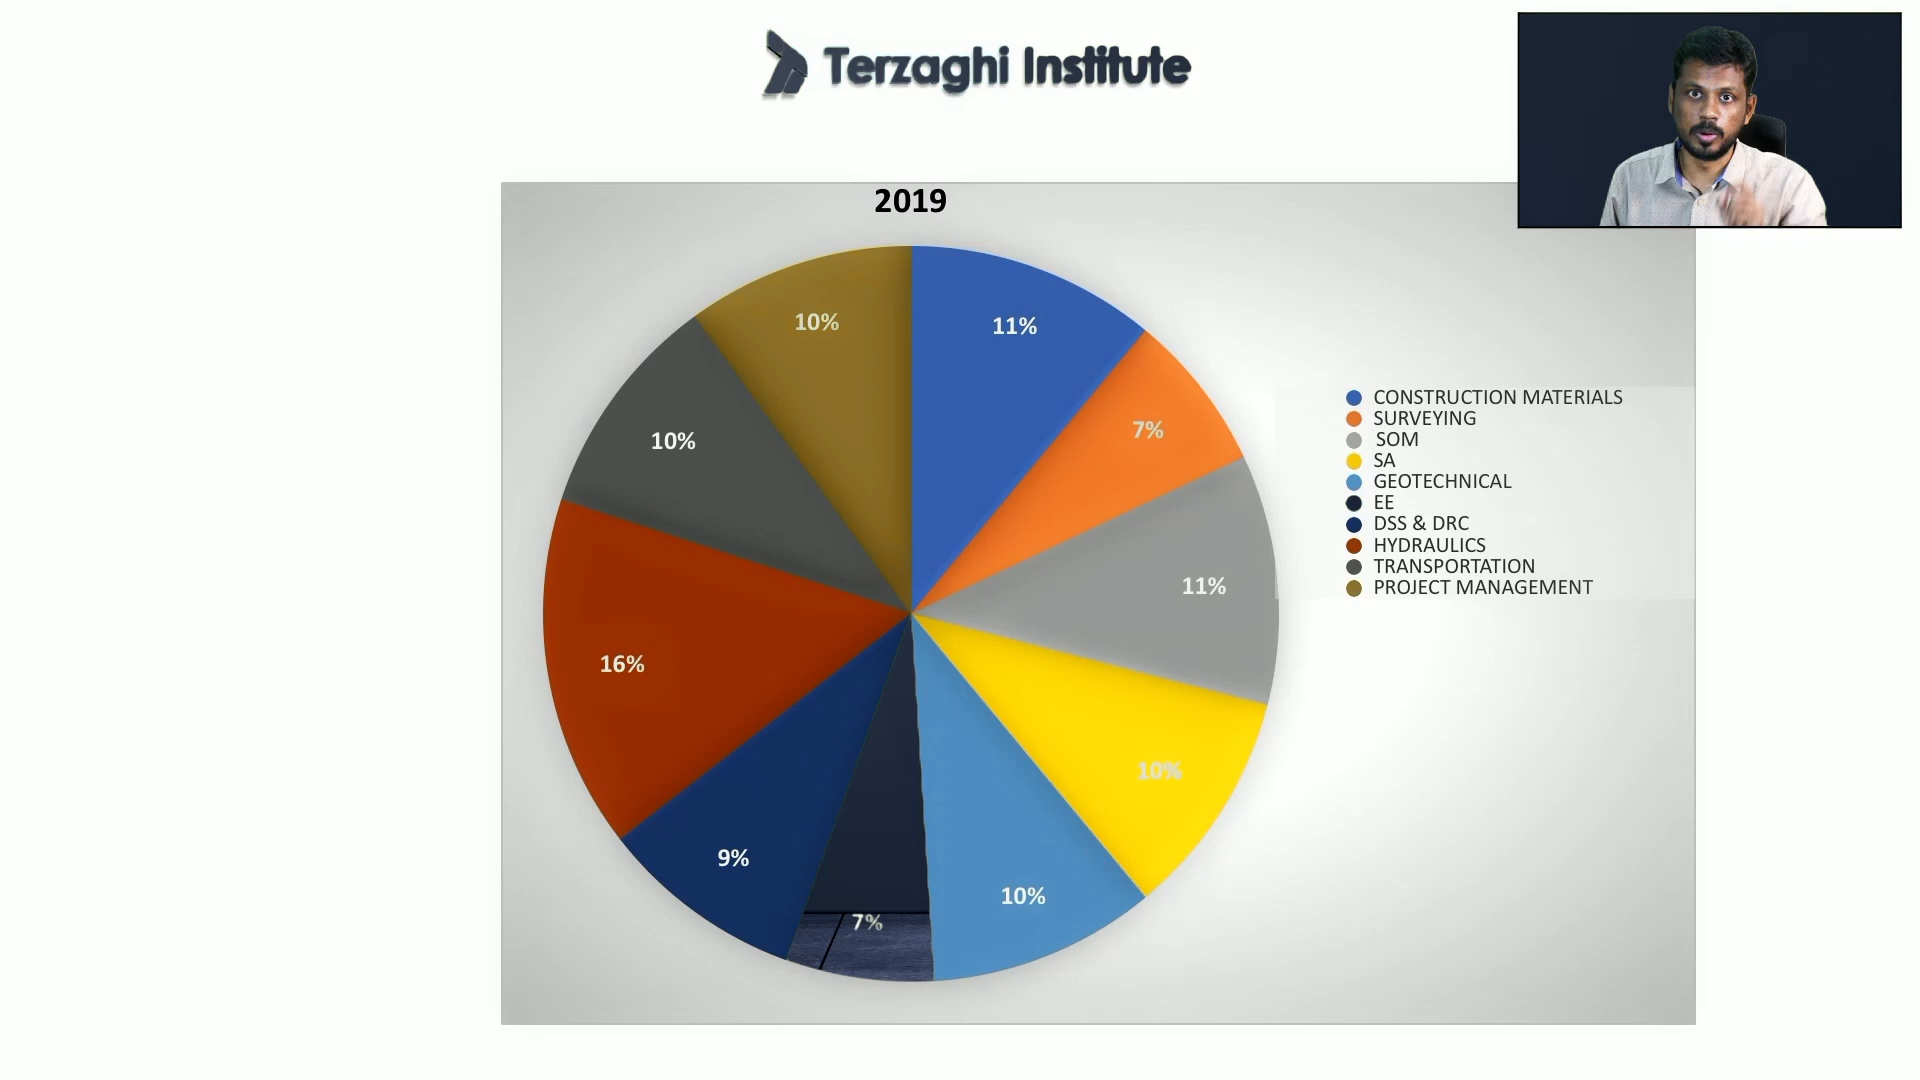 Terzaghi Institute
2019
10%
11%
7%
10%
11%
16%
10%
9%
10%
7%
CONSTRUCTION MATERIALS
SURVEYING
SOM
SA
GEOTECHNICAL
EE
DSS & DRC
HYDRAULICS
TRANSPORTATION
PROJECT MANAGEMENT